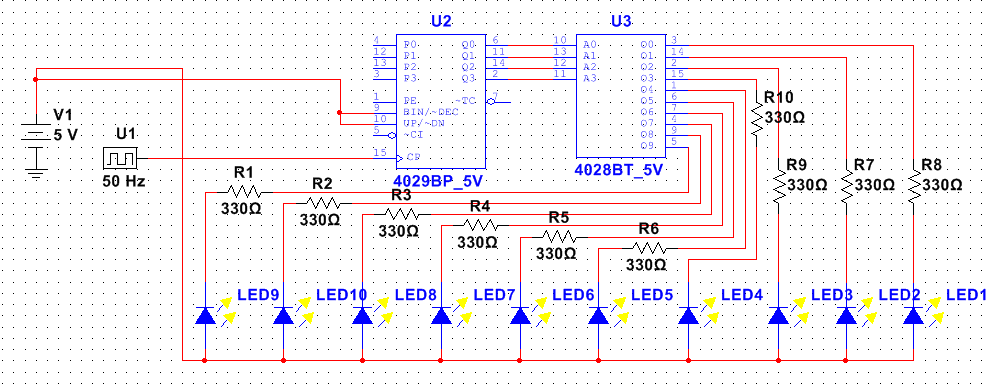 U2
U3
4 P0 Q0 6
12 P1 Q1 11
13 P2 Q2 14
3 P3 Q3 2
1 PE ~TC 7
9 BIN/~DEC
10 UP/~DN
5 ~CI
15 CP
4029BP_5V
10 A0 Q0 3
13 A1 Q1 14
12 A2 Q2 2
11 A3 Q3 15
Q4 1
Q5 6
Q6 7
Q7 4
Q8 9
Q9 5
4028BT_5V
V1
5 V
U1
50 Hz
R10
330Ω
R9
330Ω
R7
330Ω
R8
330Ω
R1
330Ω
R2
330Ω
R3
330Ω
R4
330Ω
R5
330Ω
R6
330Ω
LED9 LED10 LED8 LED7 LED6 LED5 LED4 LED3 LED2 LED1